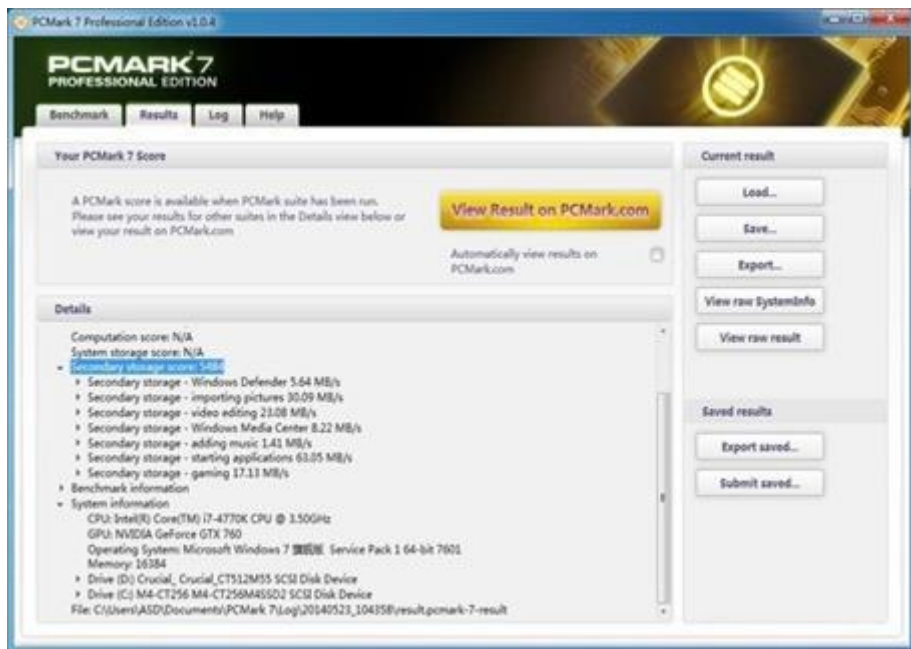 PCMark 7 Professional Edition v1.0.4
PCMARK 7
PROFESSIONAL EDITION
Benchmark Results Log Help
Your PCMark 7 Score
A PCMark score is available when PCMark suite has been run.
Please see your results for other suites in the Details view below or
view your result on PCMark.com
View Result on PCMark.com
Automatically view results on
PCMark.com
Details
Computation score: N/A
System storage score: N/A
Secondary storage score:
Secondary storage - Windows Defender 5.64 MB/s
Secondary storage - importing pictures 30.09 MB/s
Secondary storage - video editing 23.08 MB/s
Secondary storage - Windows Media Center 8.22 MB/s
Secondary storage - adding music 1.41 MB/s
Secondary storage - starting applications 63.05 MB/s
Secondary storage - gaming 17.13 MB/s
Benchmark information
System information
CPU: Intel(R) Core(TM) i7-4770K CPU @ 3.50GHz
GPU: NVIDIA GeForce GTX 760
Operating System: Microsoft Windows 7 旗舰版 Service Pack 1 64-bit 7601
Memory: 16384
Drive (D:) Crucial_ Crucial_CT512M55 SCSI Disk Device
Drive (C:) M4-CT256 M4-CT256M4SSD2 SCSI Disk Device
File: C:\Users\ASD\Documents\PCMark 7\Log\20140523_104358\result.pcmark-7-result
Current result
Load...
Save...
Export...
View raw SystemInfo
View raw result
Saved results
Export saved...
Submit saved...